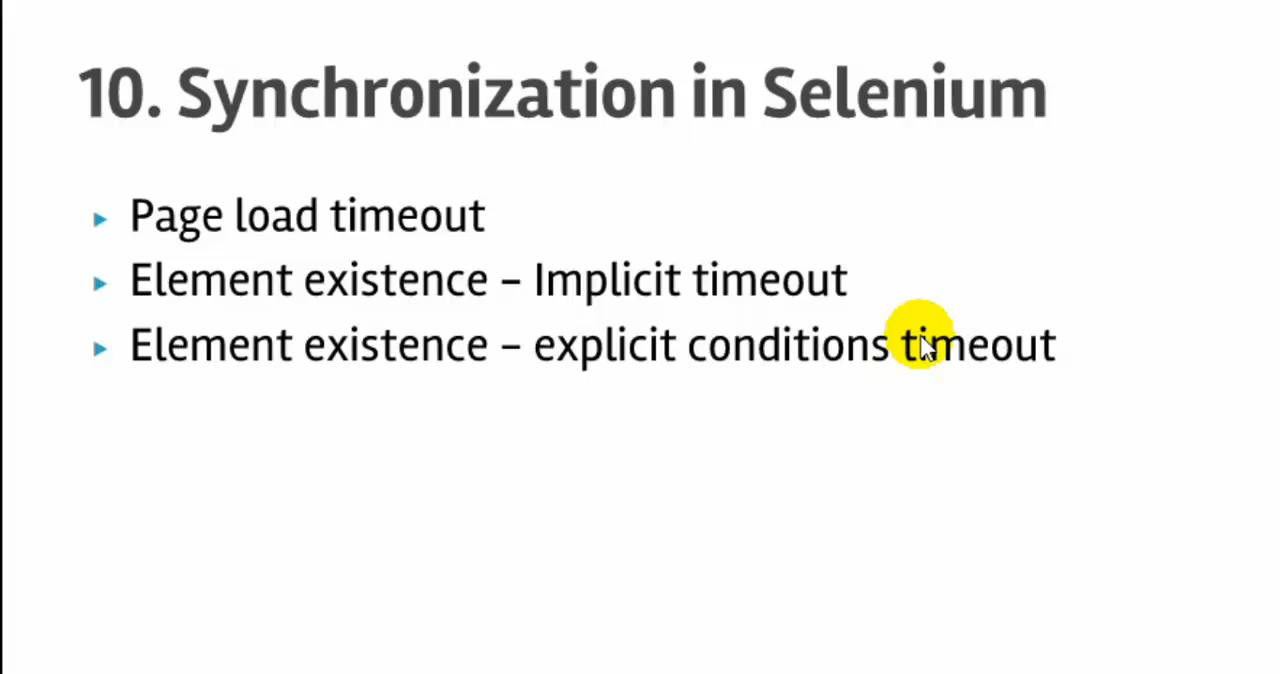 10. Synchronization in Selenium
Page load timeout
Element existence – Implicit timeout
Element existence – explicit conditions timeout